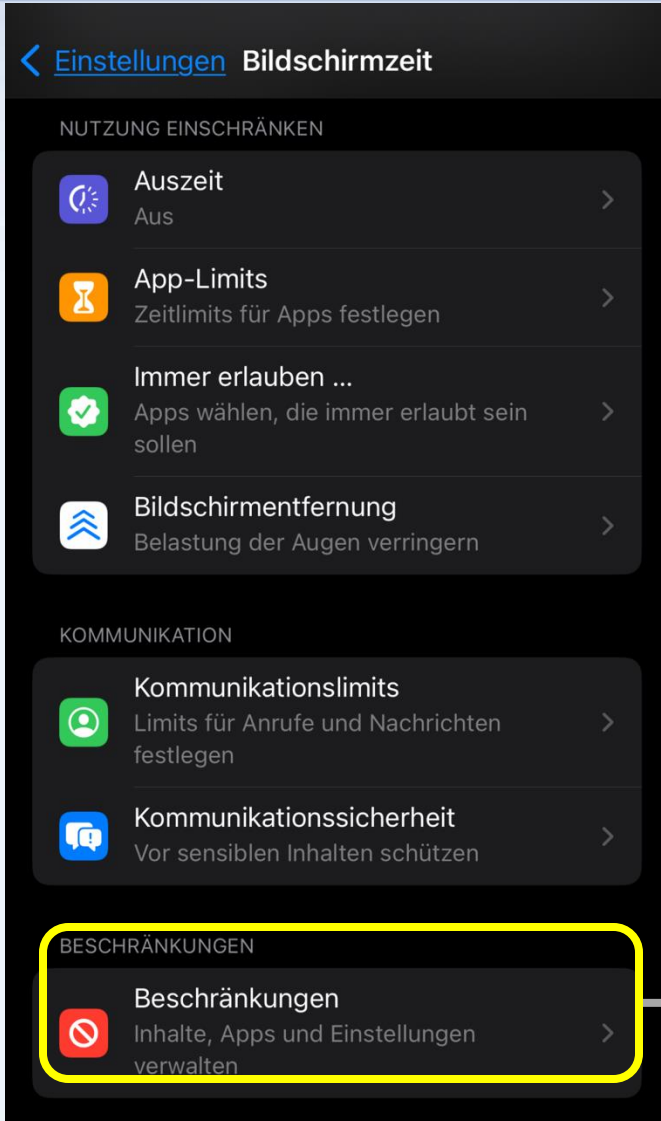 Einstellungen Bildschirmzeit
NUTZUNG EINSCHRÄNKEN
Auszeit
Aus
App-Limits
Zeitlimits für Apps festlegen
Immer erlauben ...
Apps wählen, die immer erlaubt sein
sollen
Bildschirmentfernung
Belastung der Augen verringern
KOMMUNIKATION
Kommunikationslimits
Limits für Anrufe und Nachrichten
festlegen
Kommunikationssicherheit
Vor sensiblen Inhalten schützen
BESCHRÄNKUNGEN
Beschränkungen
Inhalte, Apps und Einstellungen
verwalten